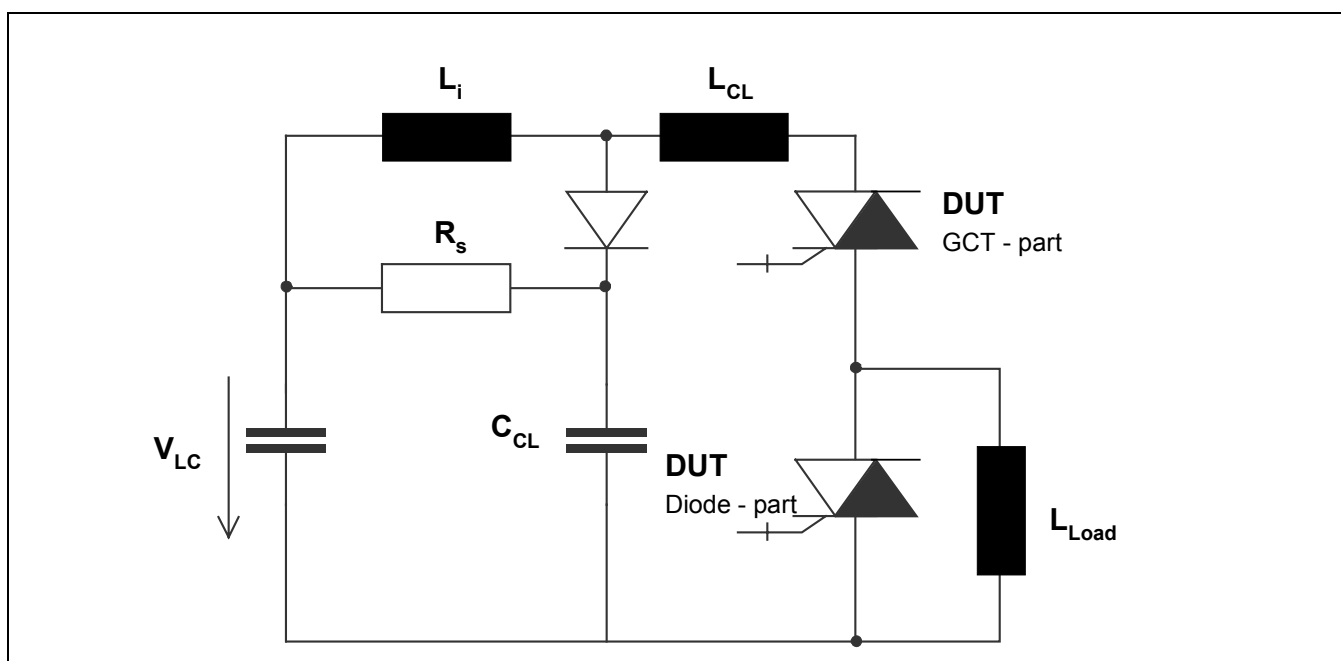 Li
LCL
DUT
GCT - part
Rs
VLC
CCL
DUT
Diode - part
LLoad